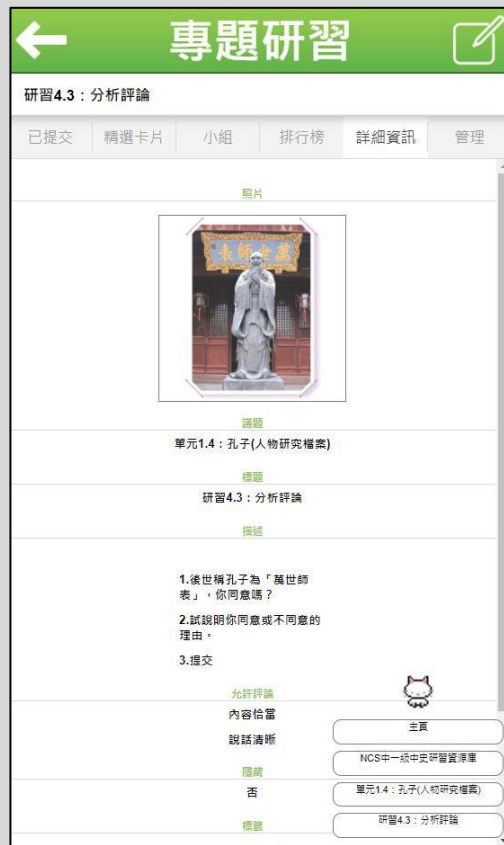 專題研習
研習4.3：分析評論
已提交 精選卡片 小組 排行榜 詳細資訊 管理
照片
萬世師表
議題
單元1.4：孔子(人物研究檔案)
標題
研習4.3：分析評論
描述
1.後世稱孔子為「萬世師
表」，你同意嗎？
2.試說明你同意或不同意的
理由。
3.提交
允許評論
內容恰當
說話清晰
隱藏
否
標籤
主頁
NCS中一級中史研習資源庫
單元1.4：孔子(人物研究檔案)
研習4.3：分析評論